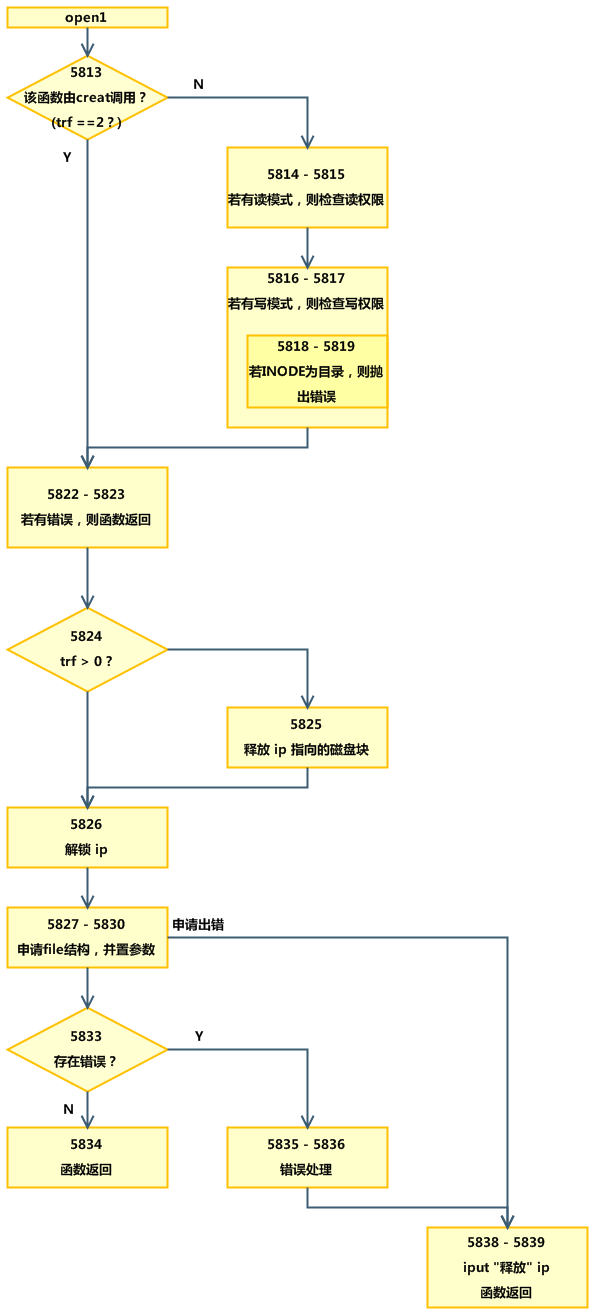 open1
5813
该函数由creat调用？
(trf ==2 ? )
N
Y
5814 - 5815
若有读模式，则检查读权限
5816 - 5817
若有写模式，则检查写权限
5818 - 5819
若INODE为目录，则抛
出错误
5822 - 5823
若有错误，则函数返回
5824
trf > 0 ?
5825
释放 ip 指向的磁盘块
5826
解锁 ip
5827 - 5830
申请file结构，并置参数
申请出错
5833
存在错误？
Y
N
5834
函数返回
5835 - 5836
错误处理
5838 - 5839
iput "释放" ip
函数返回